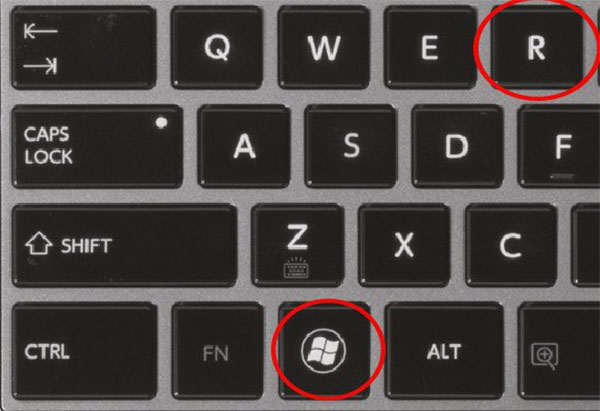 Q W E R
CAPS
LOCK
A S D F
SHIFT
Z X C
CTRL FN ALT